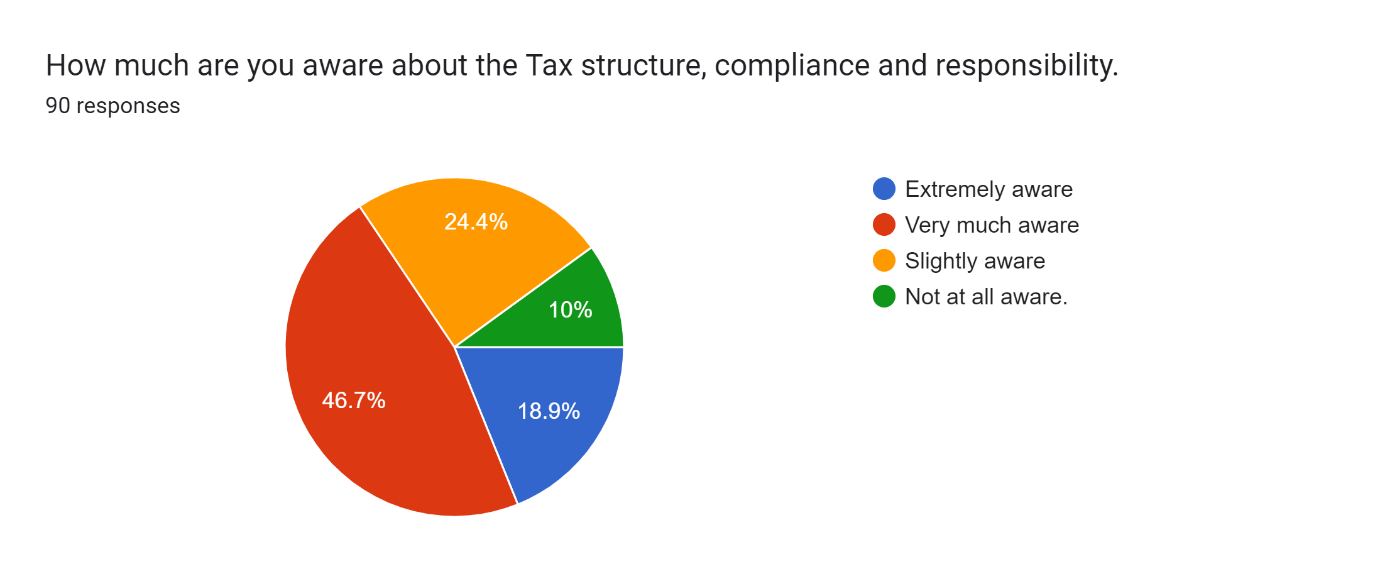 How much are you aware about the Tax structure, compliance and responsibility.
90 responses
24.4%
10%
46.7%
18.9%
Extremely aware
Very much aware
Slightly aware
Not at all aware.